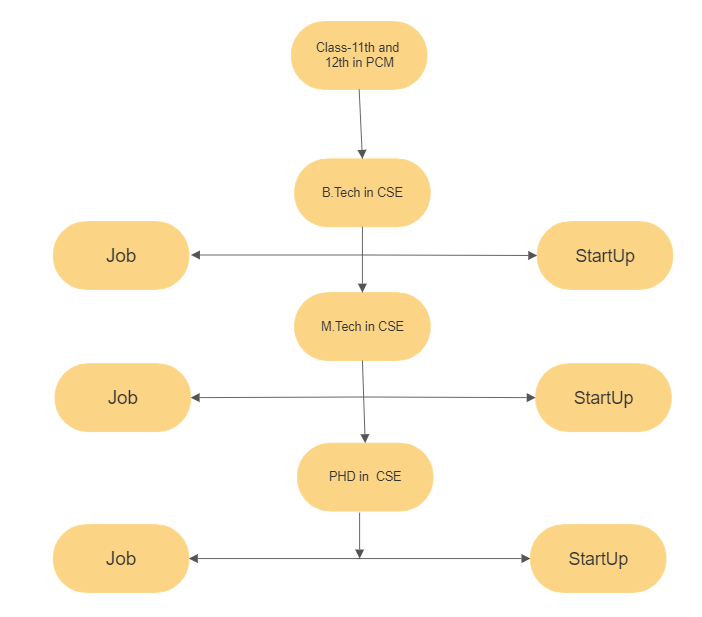 Class-11th and
12th in PCM
B.Tech in CSE
Job
StartUp
M.Tech in CSE
Job
StartUp
PHD in  CSE
Job
StartUp